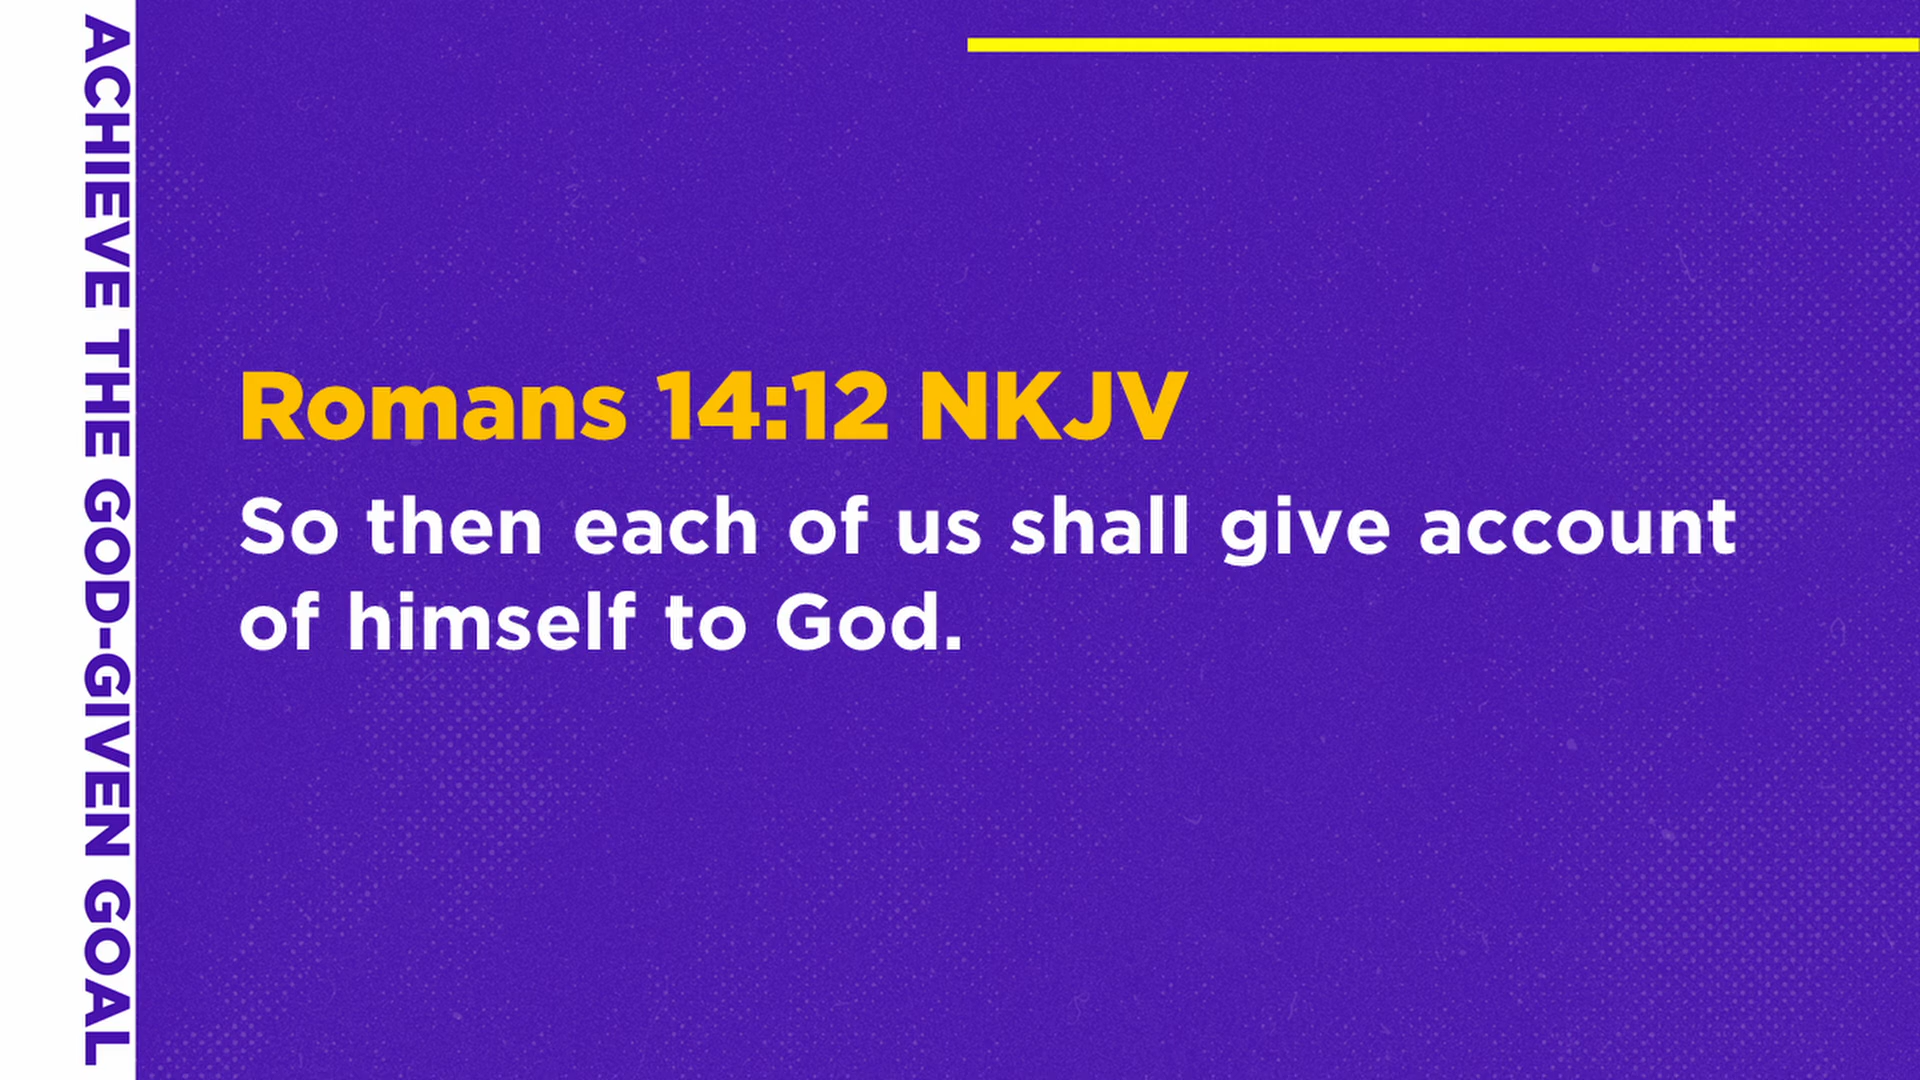 ACHIEVE THE GOD-GIVEN GOAL
Romans 14:12 NKJV
So then each of us shall give account
of himself to God.